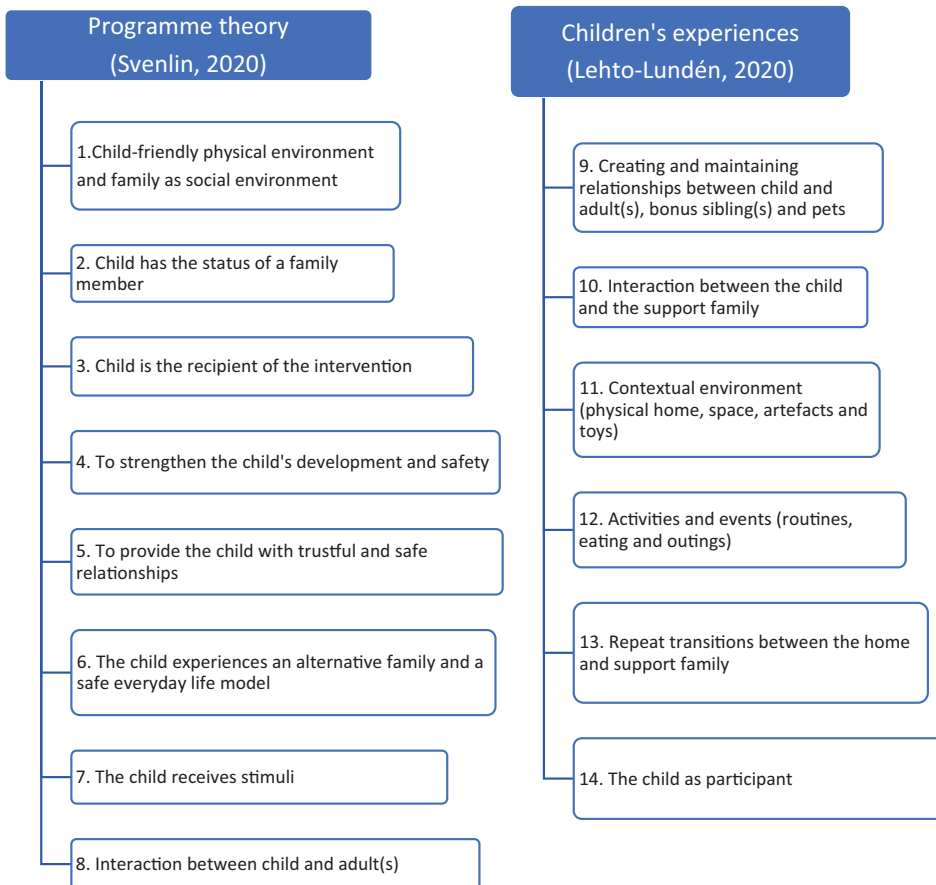 Programme theory
(Svenlin, 2020)
1.Child-friendly physical environment
and family as social environment
2. Child has the status of a family
member
3. Child is the recipient of the intervention
4. To strengthen the child's development and safety
5. To provide the child with trustful and safe
relationships
6. The child experiences an alternative family and a
safe everyday life model
7. The child receives stimuli
8. Interaction between child and adult(s)
Children's experiences
(Lehto-Lundén, 2020)
9. Creating and maintaining
relationships between child and
adult(s), bonus sibling(s) and pets
10. Interaction between the child
and the support family
11. Contextual environment
(physical home, space, artefacts and
toys)
12. Activities and events (routines,
eating and outings)
13. Repeat transitions between the home
and support family
14. The child as participant